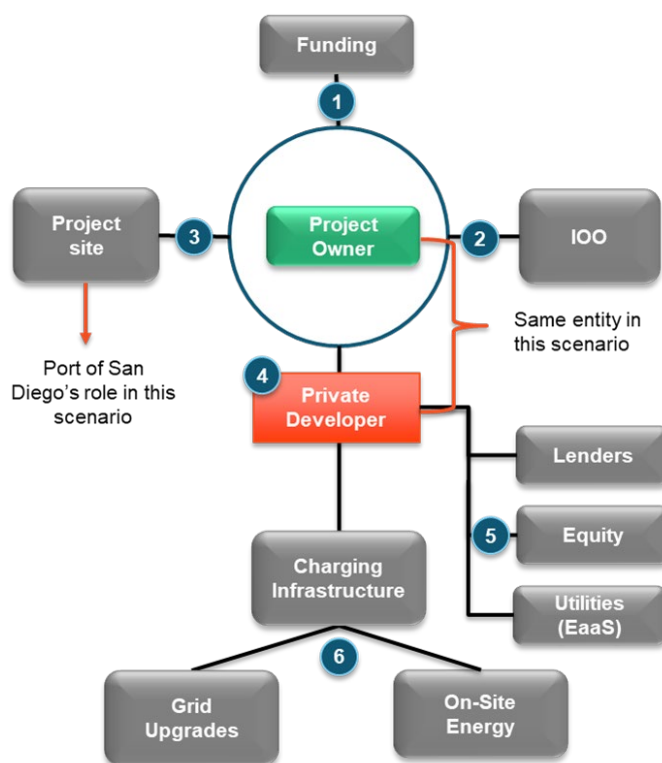 Funding
1
Project
site
3
Project
Owner
2
IOO
Same entity in
this scenario
Port of San
Diego's role in this
scenario
4
Private
Developer
Lenders
5
Equity
Charging
Infrastructure
Utilities
(EaaS)
6
Grid
Upgrades
On-Site
Energy